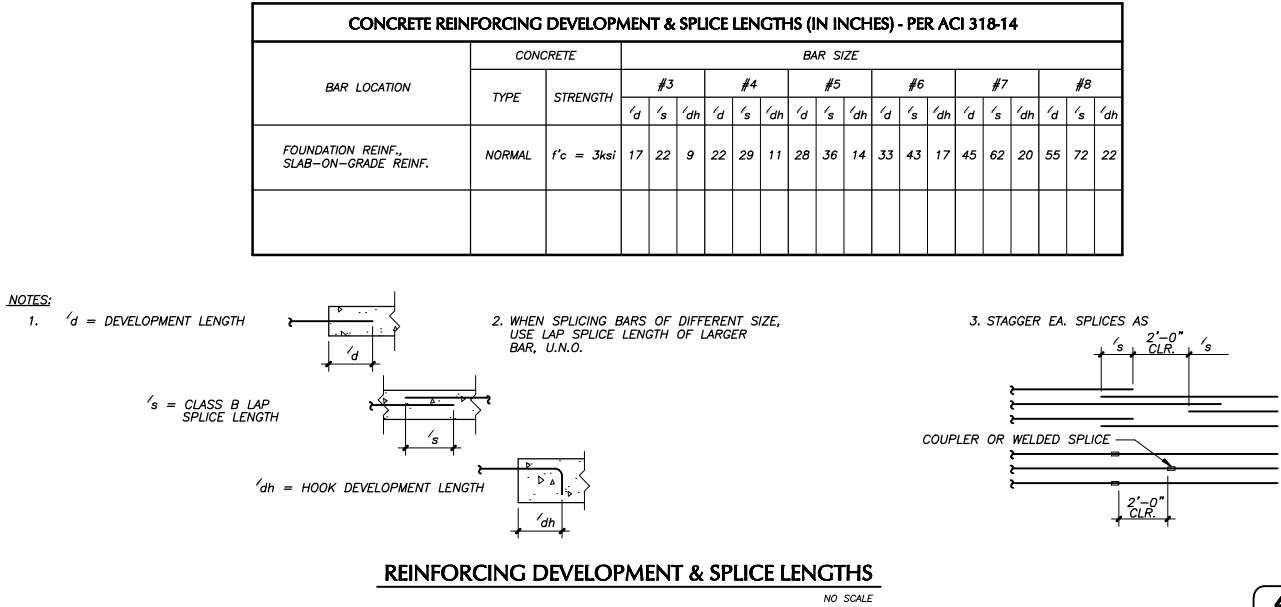 CONCRETE REINFORCING DEVELOPMENT & SPLICE LENGTHS (IN INCHES) - PER ACI 318-14
BAR LOCATION
CONCRETE
BAR SIZE
TYPE STRENGTH
#3 #4 #5 #6 #7 #8
ld ls ldh ld ls ldh ld ls ldh ld ls ldh ld ls ldh ld ls ldh
FOUNDATION REINF.,
SLAB-ON-GRADE REINF.
NORMAL f'c = 3ksi 17 22 9 22 29 11 28 36 14 33 43 17 45 62 20 55 72 22
NOTES:
1. ld = DEVELOPMENT LENGTH
ld
ls = CLASS B LAP
SPLICE LENGTH
ls
ldh = HOOK DEVELOPMENT LENGTH
ldh
2. WHEN SPLICING BARS OF DIFFERENT SIZE,
USE LAP SPLICE LENGTH OF LARGER
BAR, U.N.O.
3. STAGGER EA. SPLICES AS
ls 2'-0" ls
CLR.
COUPLER OR WELDED SPLICE
2'-0"
CLR.
REINFORCING DEVELOPMENT & SPLICE LENGTHS
NO SCALE